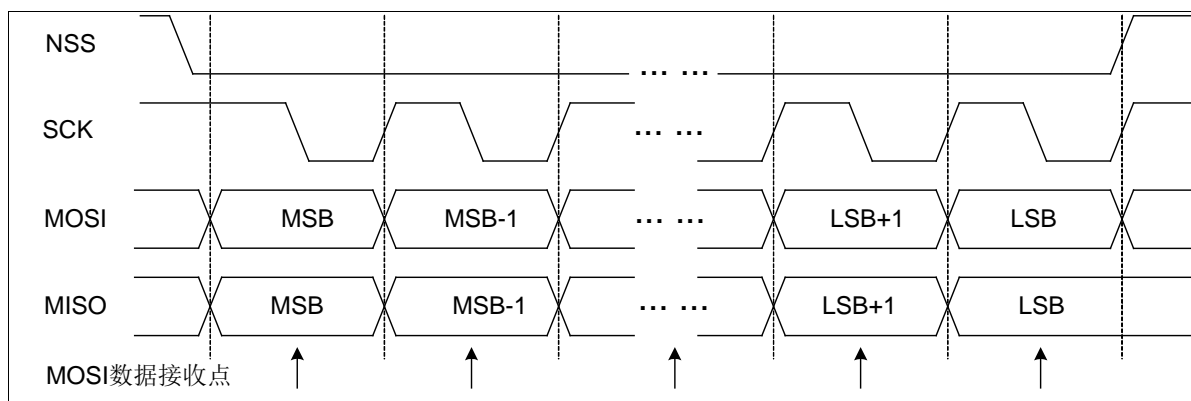 NSS
... ...
SCK
... ...
MOSI MSB MSB-1 ... ... LSB+1 LSB
MISO MSB MSB-1 ... ... LSB+1 LSB
MOSI数据接收点